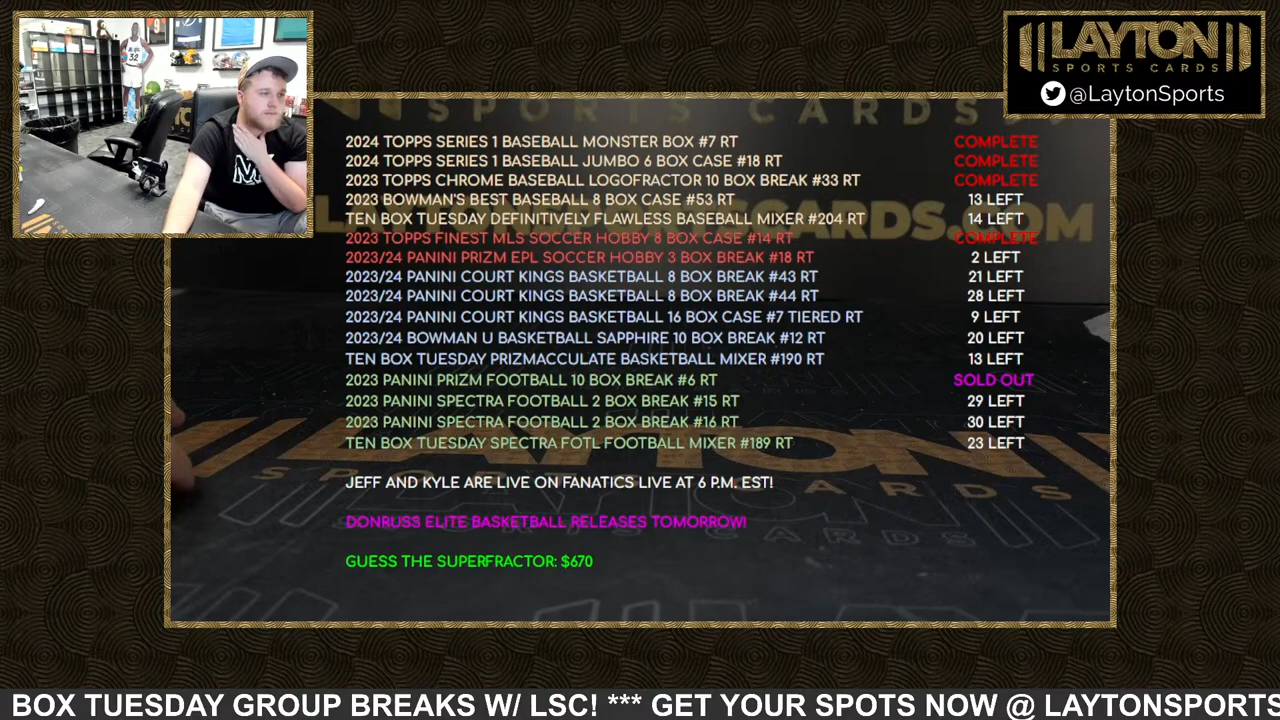 LAYTON
SPORTS CARDS
@LaytonSports
32
SPORTS CARDS
2024 TOPPS SERIES 1 BASEBALL MONSTER BOX #7 RT COMPLETE
2024 TOPPS SERIES 1 BASEBALL JUMBO 6 BOX CASE #18 RT COMPLETE
2023 TOPPS CHROME BASEBALL LOGOFRACTOR 10 BOX BREAK #33 RT COMPLETE
2023 BOWMAN'S BEST BASEBALL 8 BOX CASE #53 RT 13 LEFT
TEN BOX TUESDAY DEFINITIVELY FLAWLESS BASEBALL MIXER #204 RT 14 LEFT
2023 TOPPS FINEST MLS SOCCER HOBBY 8 BOX CASE #14 RT COMPLETE
2023/24 PANINI PRIZM EPL SOCCER HOBBY 3 BOX BREAK #18 RT 2 LEFT
2023/24 PANINI COURT KINGS BASKETBALL 8 BOX BREAK #43 RT 21 LEFT
2023/24 PANINI COURT KINGS BASKETBALL 8 BOX BREAK #44 RT 28 LEFT
2023/24 PANINI COURT KINGS BASKETBALL 16 BOX CASE #7 TIERED RT 9 LEFT
2023/24 BOWMAN U BASKETBALL SAPPHIRE 10 BOX BREAK #12 RT 20 LEFT
TEN BOX TUESDAY PRIZMACCULATE BASKETBALL MIXER #190 RT 13 LEFT
2023 PANINI PRIZM FOOTBALL 10 BOX BREAK #6 RT SOLD OUT
2023 PANINI SPECTRA FOOTBALL 2 BOX BREAK #15 RT 29 LEFT
2023 PANINI SPECTRA FOOTBALL 2 BOX BREAK #16 RT 30 LEFT
TEN BOX TUESDAY SPECTRA FOTL FOOTBALL MIXER #189 RT 23 LEFT
JEFF AND KYLE ARE LIVE ON FANATICS LIVE AT 6 P.M. EST!
DONRUSS ELITE BASKETBALL RELEASES TOMORROW!
GUESS THE SUPERFRACTOR: $670
BOX TUESDAY GROUP BREAKS W/ LSC! *** GET YOUR SPOTS NOW @ LAYTONSPORTS